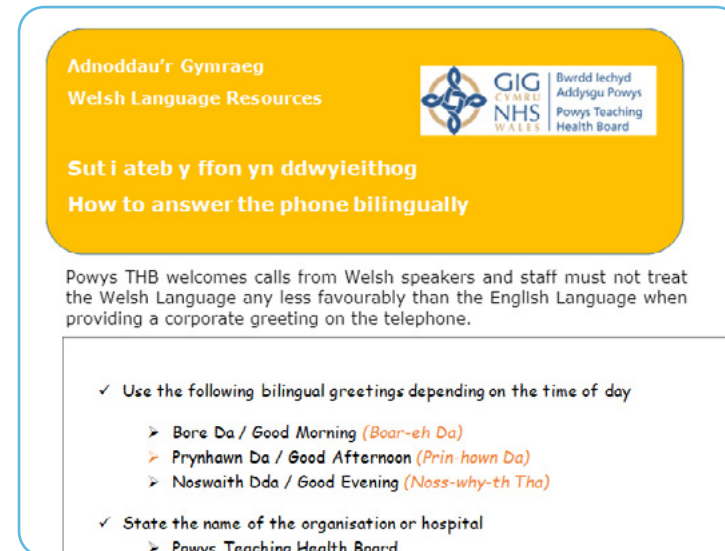 Adnoddau'r Gymraeg
Welsh Language Resources
GIG
CYMRU
NHS
WALES
Bwrdd Iechyd
Addysgu Powys
Powys Teaching
Health Board
Sut i ateb y ffon yn ddwyieithog
How to answer the phone bilingually
Powys THB welcomes calls from Welsh speakers and staff must not treat
the Welsh Language any less favourably than the English Language when
providing a corporate greeting on the telephone.
✓ Use the following bilingual greetings depending on the time of day
➤ Bore Da / Good Morning (Boar-eh Da)
➤ Prynhawn Da / Good Afternoon (Prin-hown Da)
➤ Noswaith Dda / Good Evening (Noss-why-th Tha)
✓ State the name of the organisation or hospital
➤ Powys Teaching Health Board